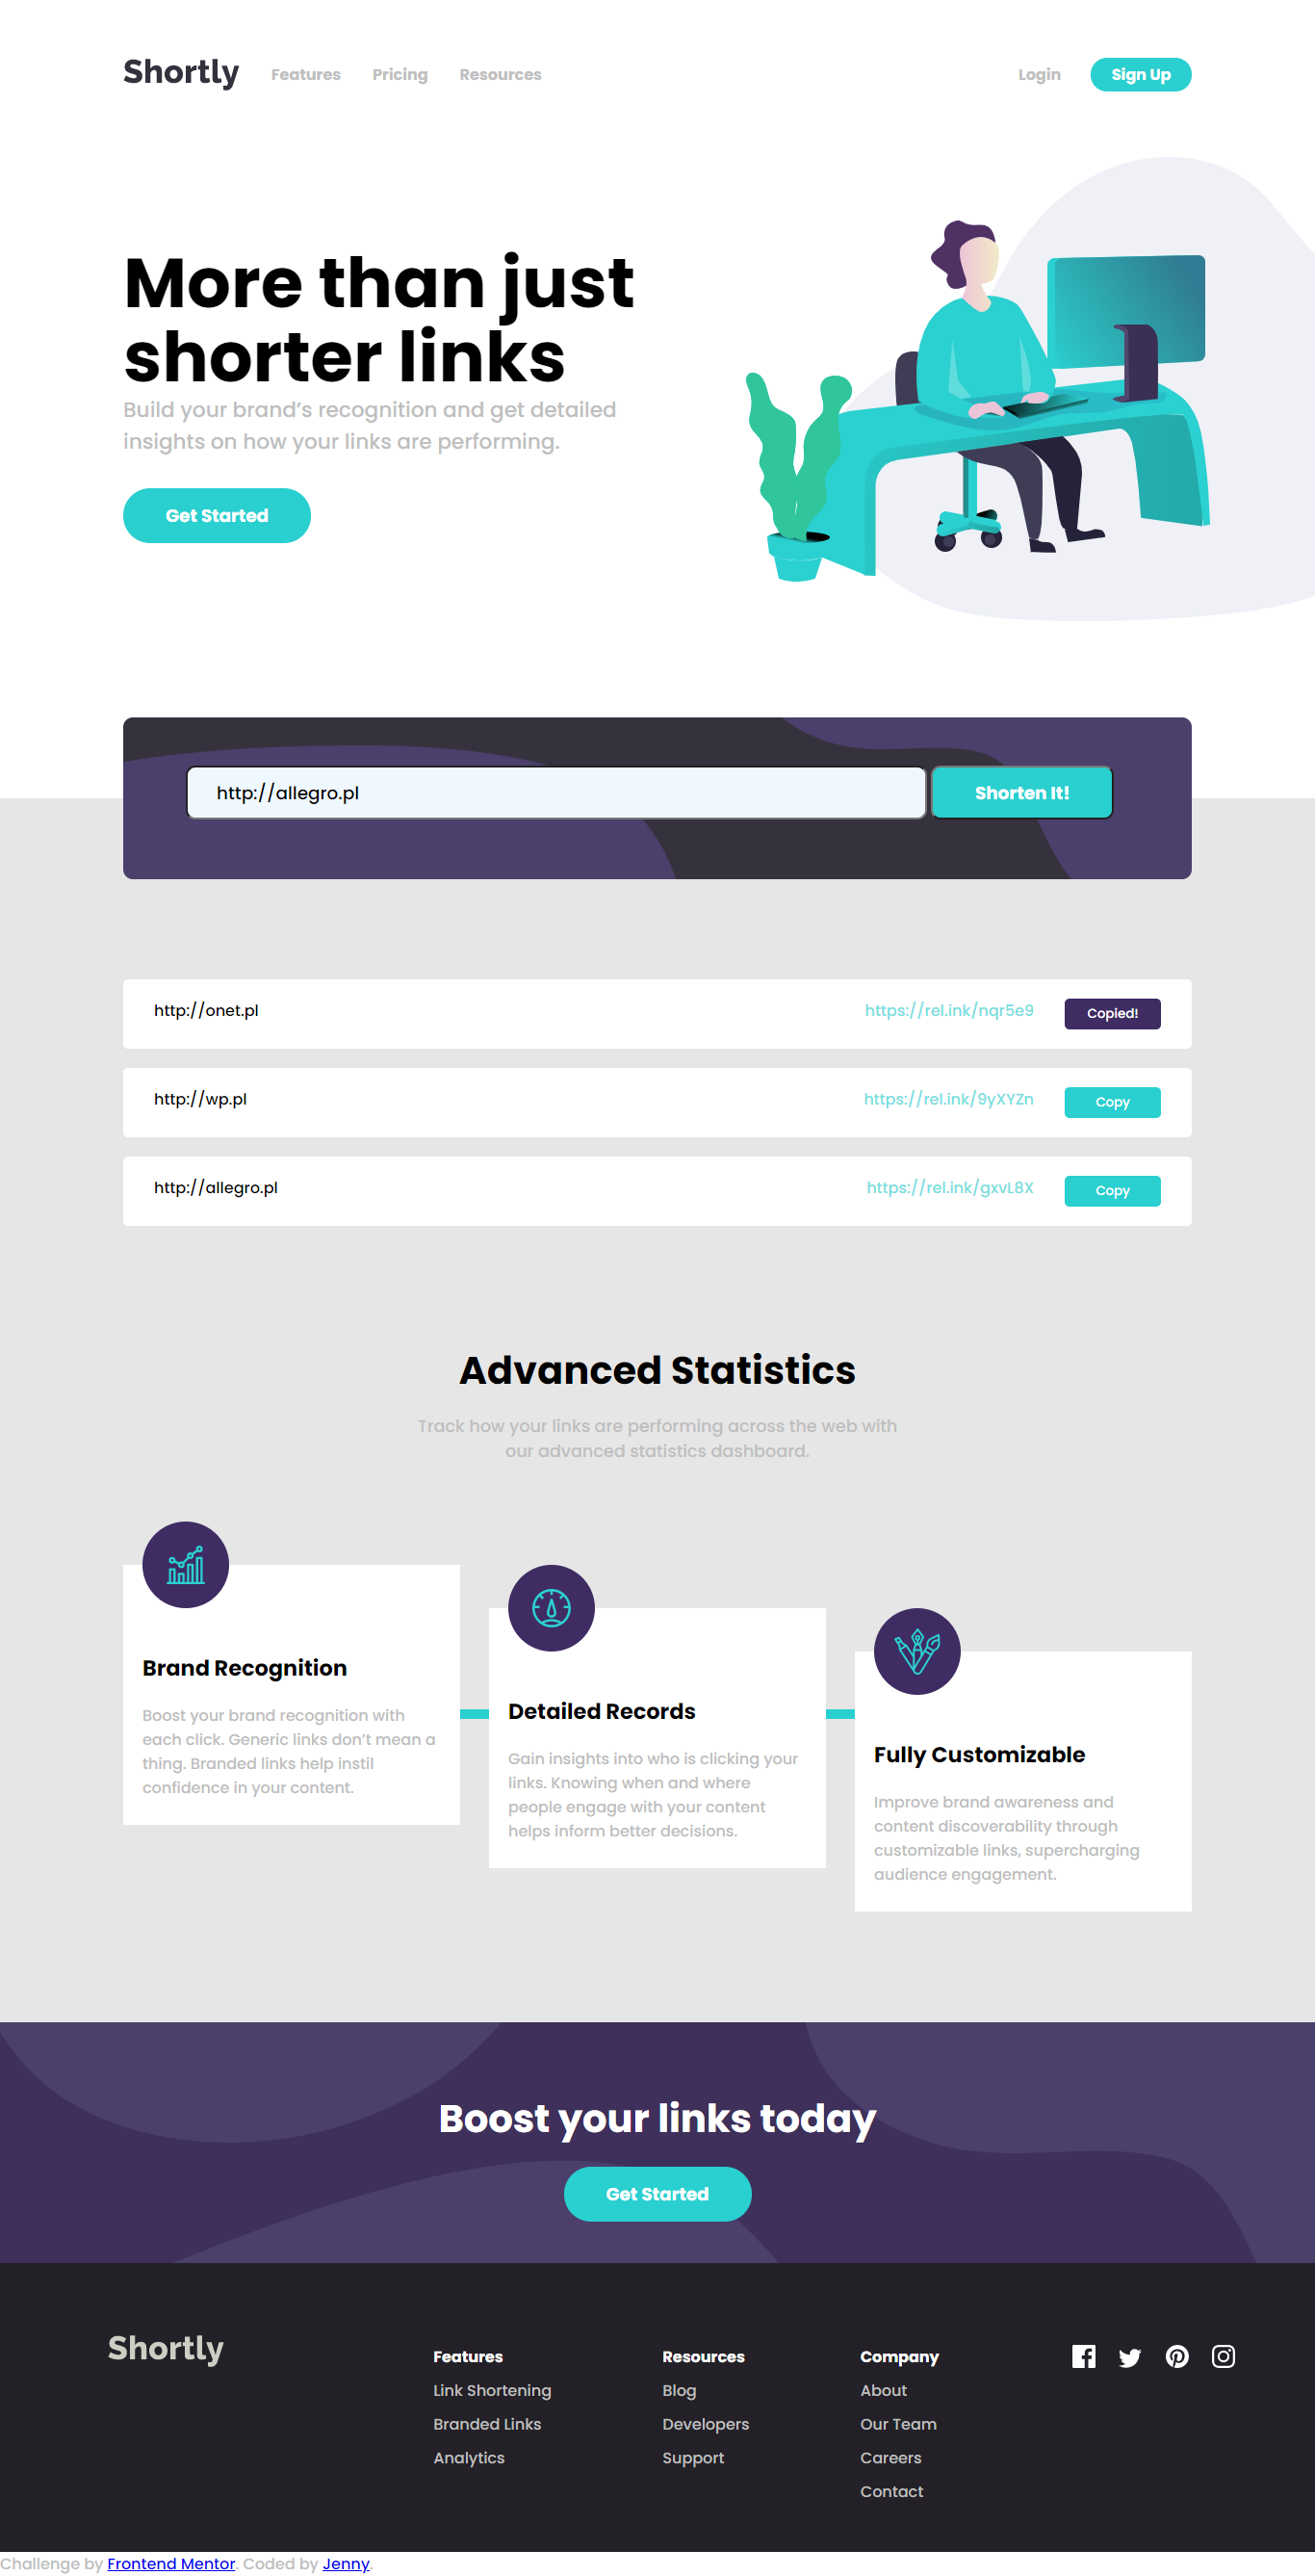 Shortly Features Pricing Resources Login Sign Up
More than just
shorter links
Build your brand’s recognition and get detailed
insights on how your links are performing.
Get Started
http://allegro.pl Shorten It!
http://onet.pl https://rel.ink/nqr5e9 Copied!
http://wp.pl https://rel.ink/9yXYZn Copy
http://allegro.pl https://rel.ink/gxvL8X Copy
Advanced Statistics
Track how your links are performing across the web with
our advanced statistics dashboard.
Brand Recognition
Boost your brand recognition with
each click. Generic links don’t mean a
thing. Branded links help instil
confidence in your content.
Detailed Records
Gain insights into who is clicking your
links. Knowing when and where
people engage with your content
helps inform better decisions.
Fully Customizable
Improve brand awareness and
content discoverability through
customizable links, supercharging
audience engagement.
Boost your links today
Get Started
Shortly
Features
Link Shortening
Branded Links
Analytics
Resources
Blog
Developers
Support
Company
About
Our Team
Careers
Contact
Challenge by Frontend Mentor. Coded by Jenny.